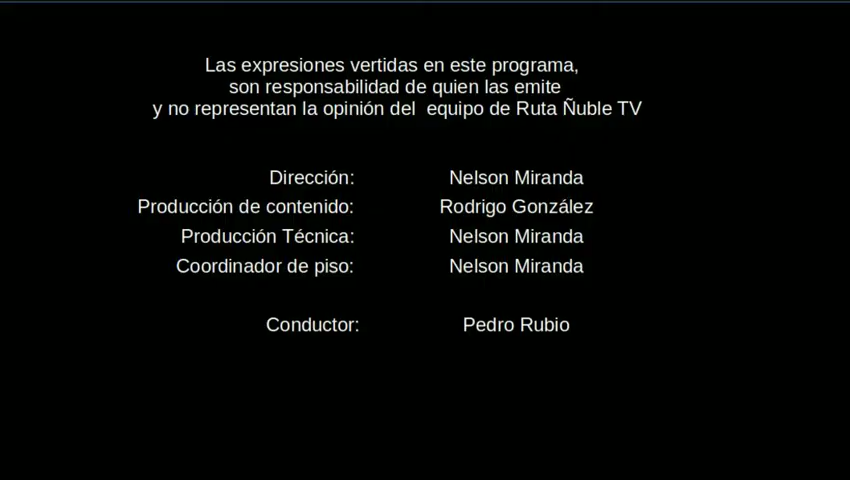 Las expresiones vertidas en este programa,
son responsabilidad de quien las emite
y no representan la opinión del  equipo de Ruta Ñuble TV
Dirección: Nelson Miranda
Producción de contenido: Rodrigo González
Producción Técnica: Nelson Miranda
Coordinador de piso: Nelson Miranda
Conductor: Pedro Rubio